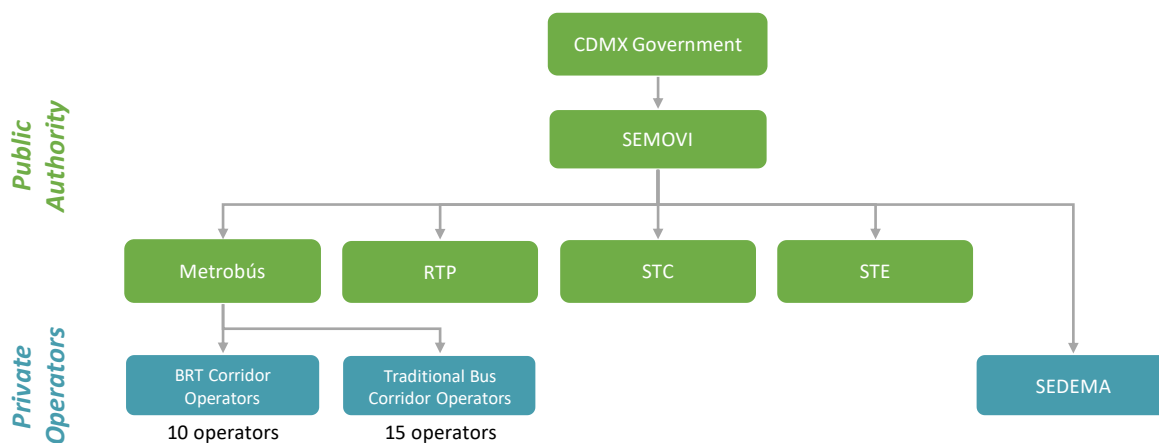 CDMX Government
Public
Authority
SEMOVI
Metrobús
RTP
STC
STE
Private
Operators
BRT Corridor
Operators
Traditional Bus
Corridor Operators
SEDEMA
10 operators
15 operators